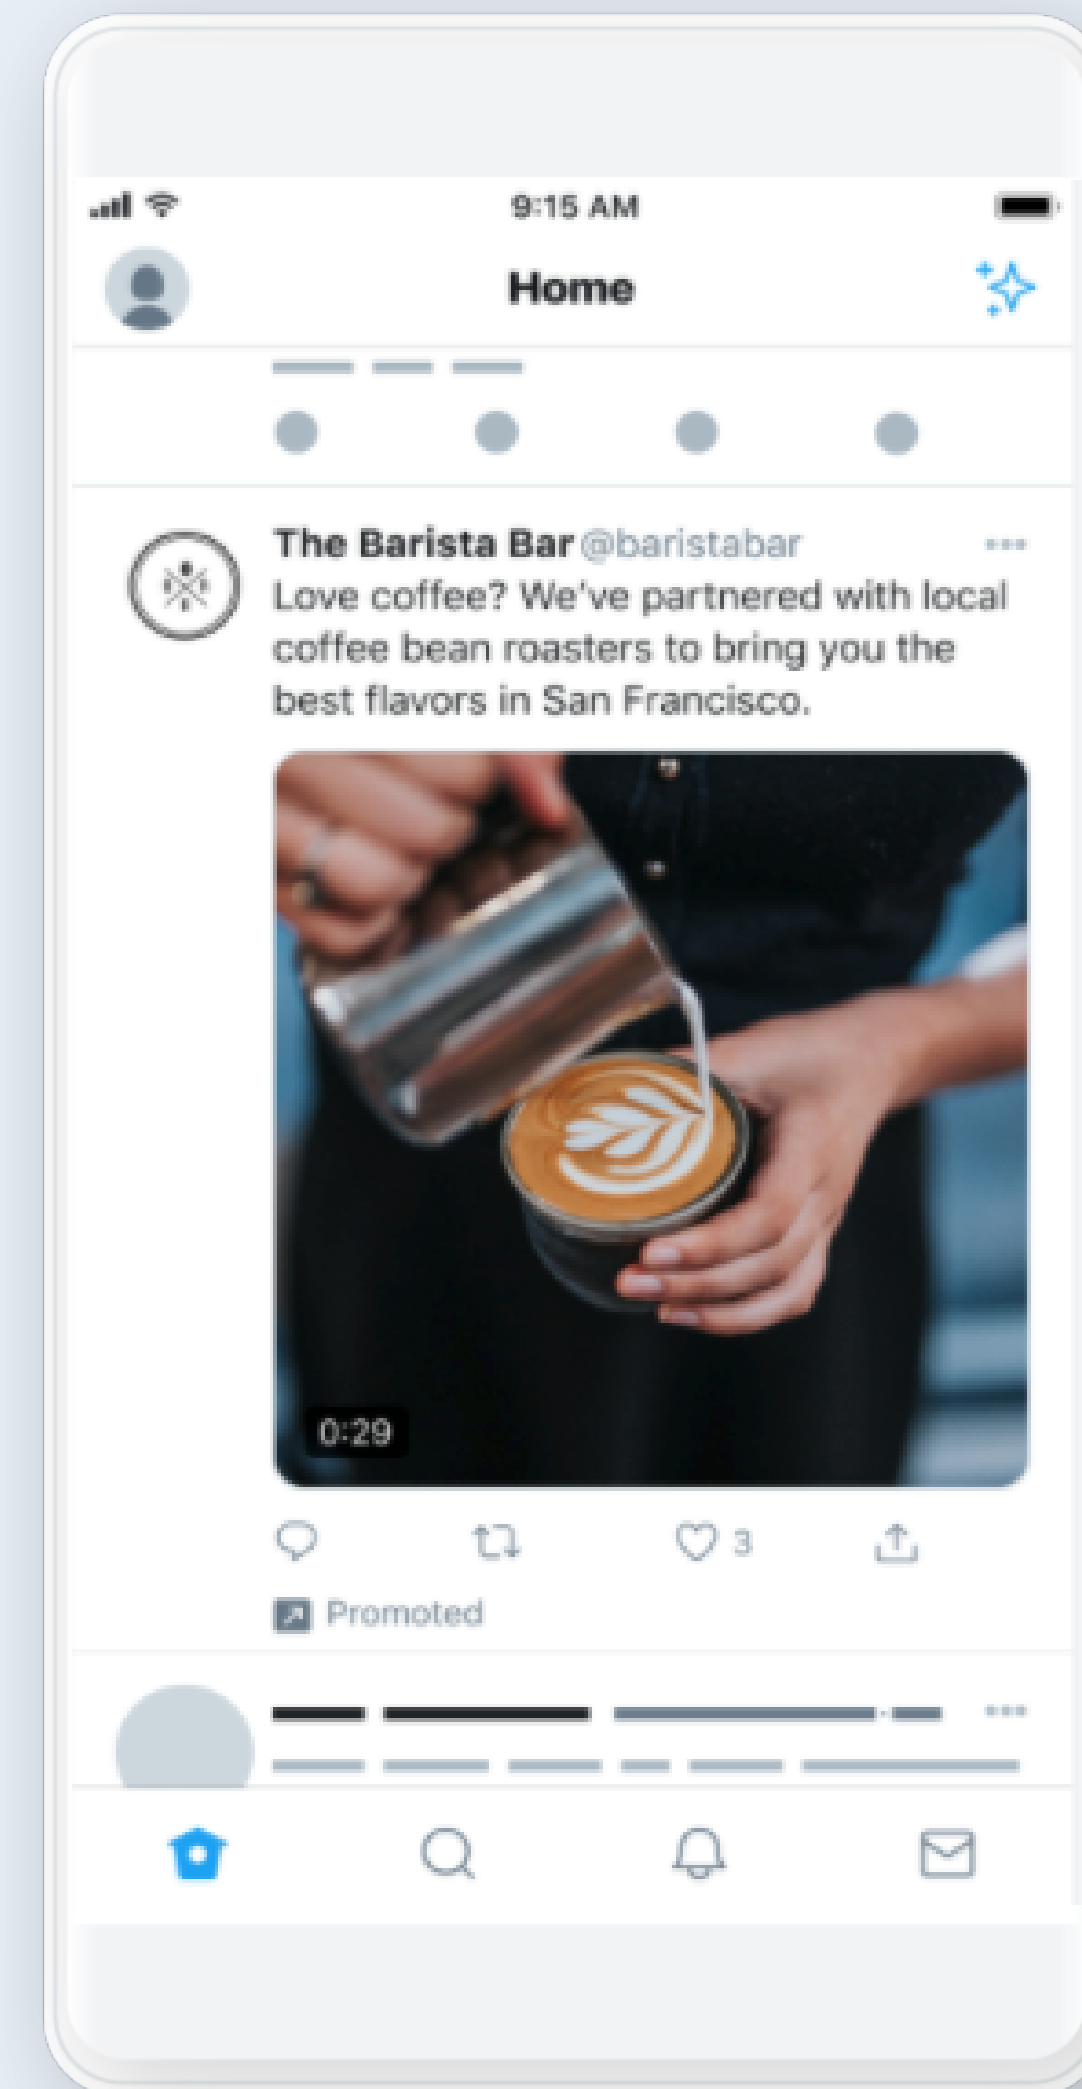 9:15 AM
Home
The Barista Bar @baristabar
Love coffee? We've partnered with local
coffee bean roasters to bring you the
best flavors in San Francisco.
0:29
3
Promoted